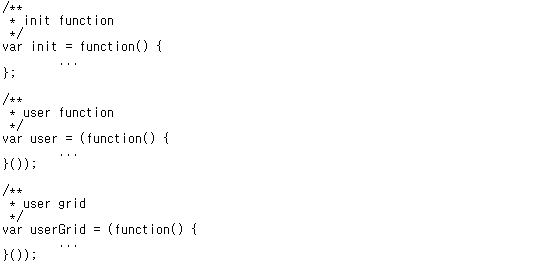 /**
 * init function
 */
var init = function() {
        ...
};

/**
 * user function
 */
var user = (function() {
        ...
}());

/**
 * user grid
 */
var userGrid = (function() {
        ...
}());